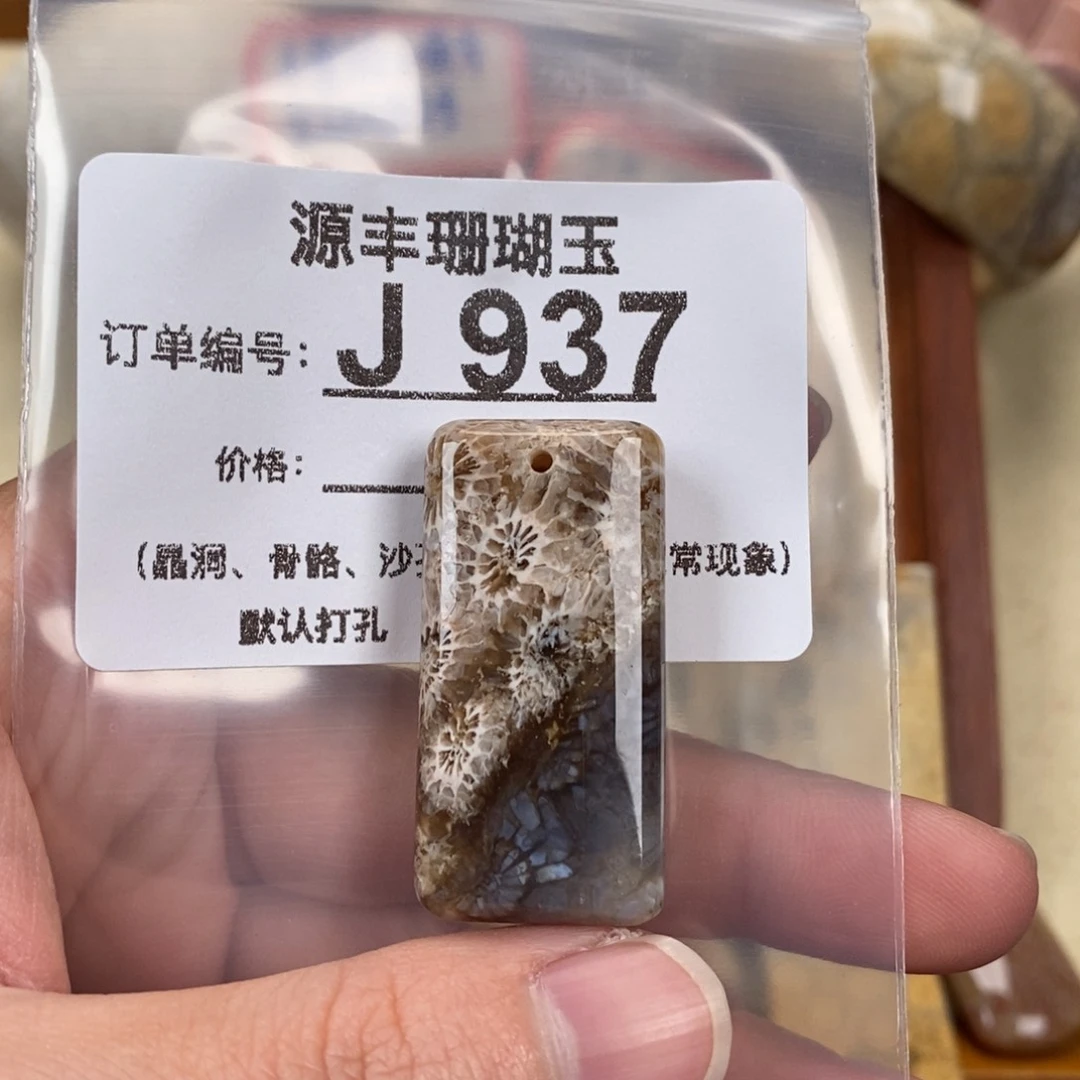 源丰珊瑚玉
订单编号: J 937
价格:
(晶洞、骨骼、沙 常现象)
默认打孔